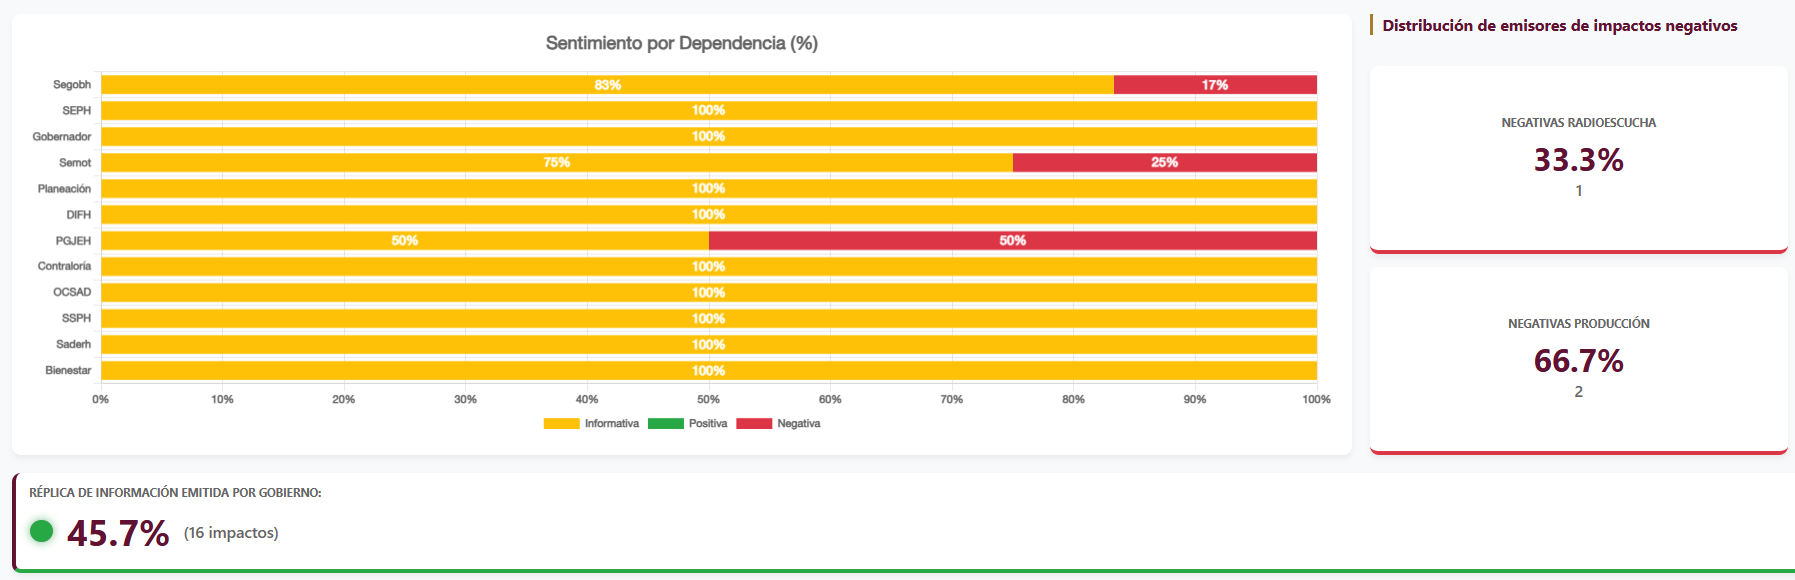 Sentimiento por Dependencia (%)
Segobh 83% 17%
SEPH 100%
Gobernador 100%
Semot 75% 25%
Planeación 100%
DIFH 100%
PGJEH 50% 50%
Contraloría 100%
OCSAD 100%
SSPH 100%
Saderh 100%
Bienestar 100%
0% 10% 20% 30% 40% 50% 60% 70% 80% 90% 100%
Informativa Positiva Negativa
Distribución de emisores de impactos negativos
NEGATIVAS RADIOESCUCHA
33.3%
1
NEGATIVAS PRODUCCIÓN
66.7%
2
RÉPLICA DE INFORMACIÓN EMITIDA POR GOBIERNO:
45.7% (16 impactos)